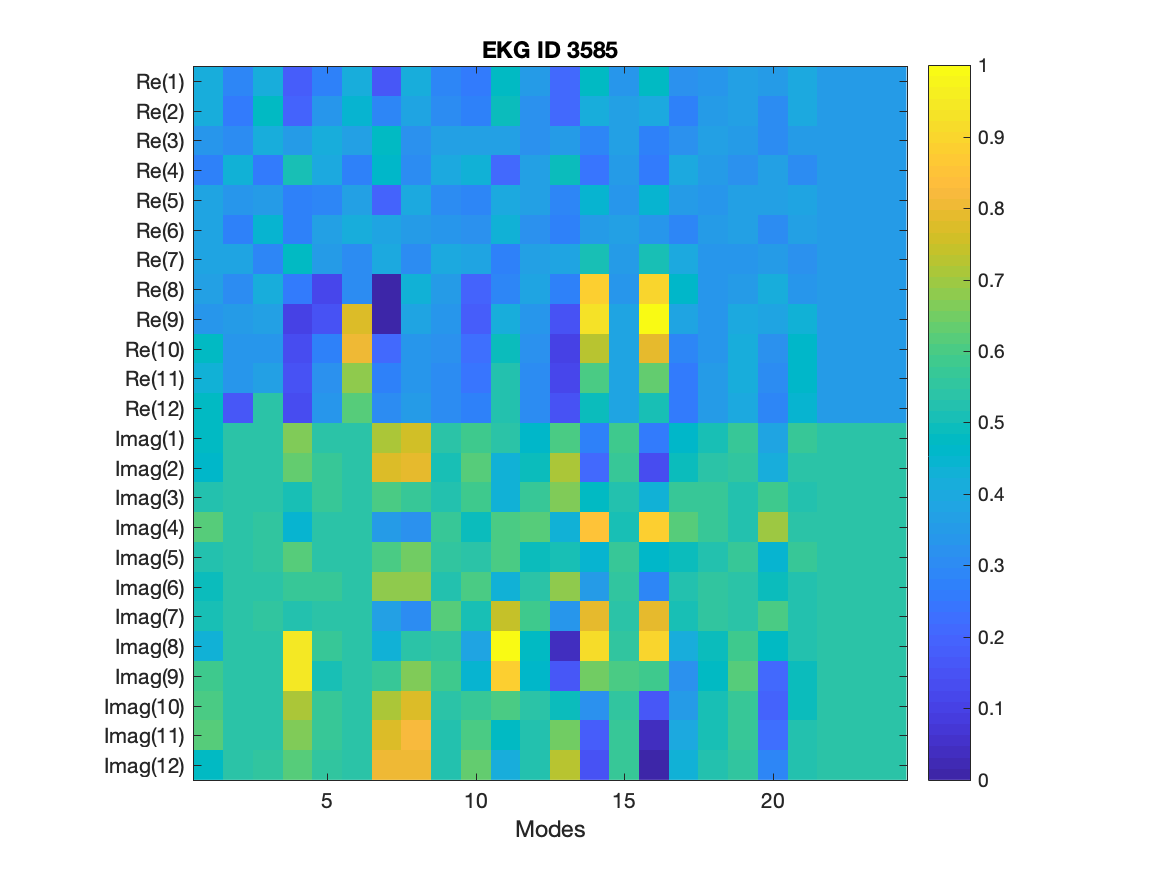 EKG ID 3585
Re(1)
Re(2)
Re(3)
Re(4)
Re(5)
Re(6)
Re(7)
Re(8)
Re(9)
Re(10)
Re(11)
Re(12)
Imag(1)
Imag(2)
Imag(3)
Imag(4)
Imag(5)
Imag(6)
Imag(7)
Imag(8)
Imag(9)
Imag(10)
Imag(11)
Imag(12)
5 10 15 20
Modes
1
0.9
0.8
0.7
0.6
0.5
0.4
0.3
0.2
0.1
0